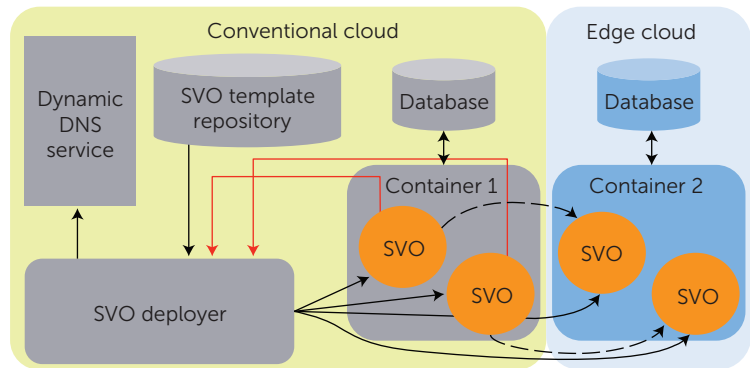 Conventional cloud
Edge cloud
Dynamic
DNS
service
SVO template
repository
Database
Database
Container 1
Container 2
SVO
SVO
SVO
SVO
SVO deployer